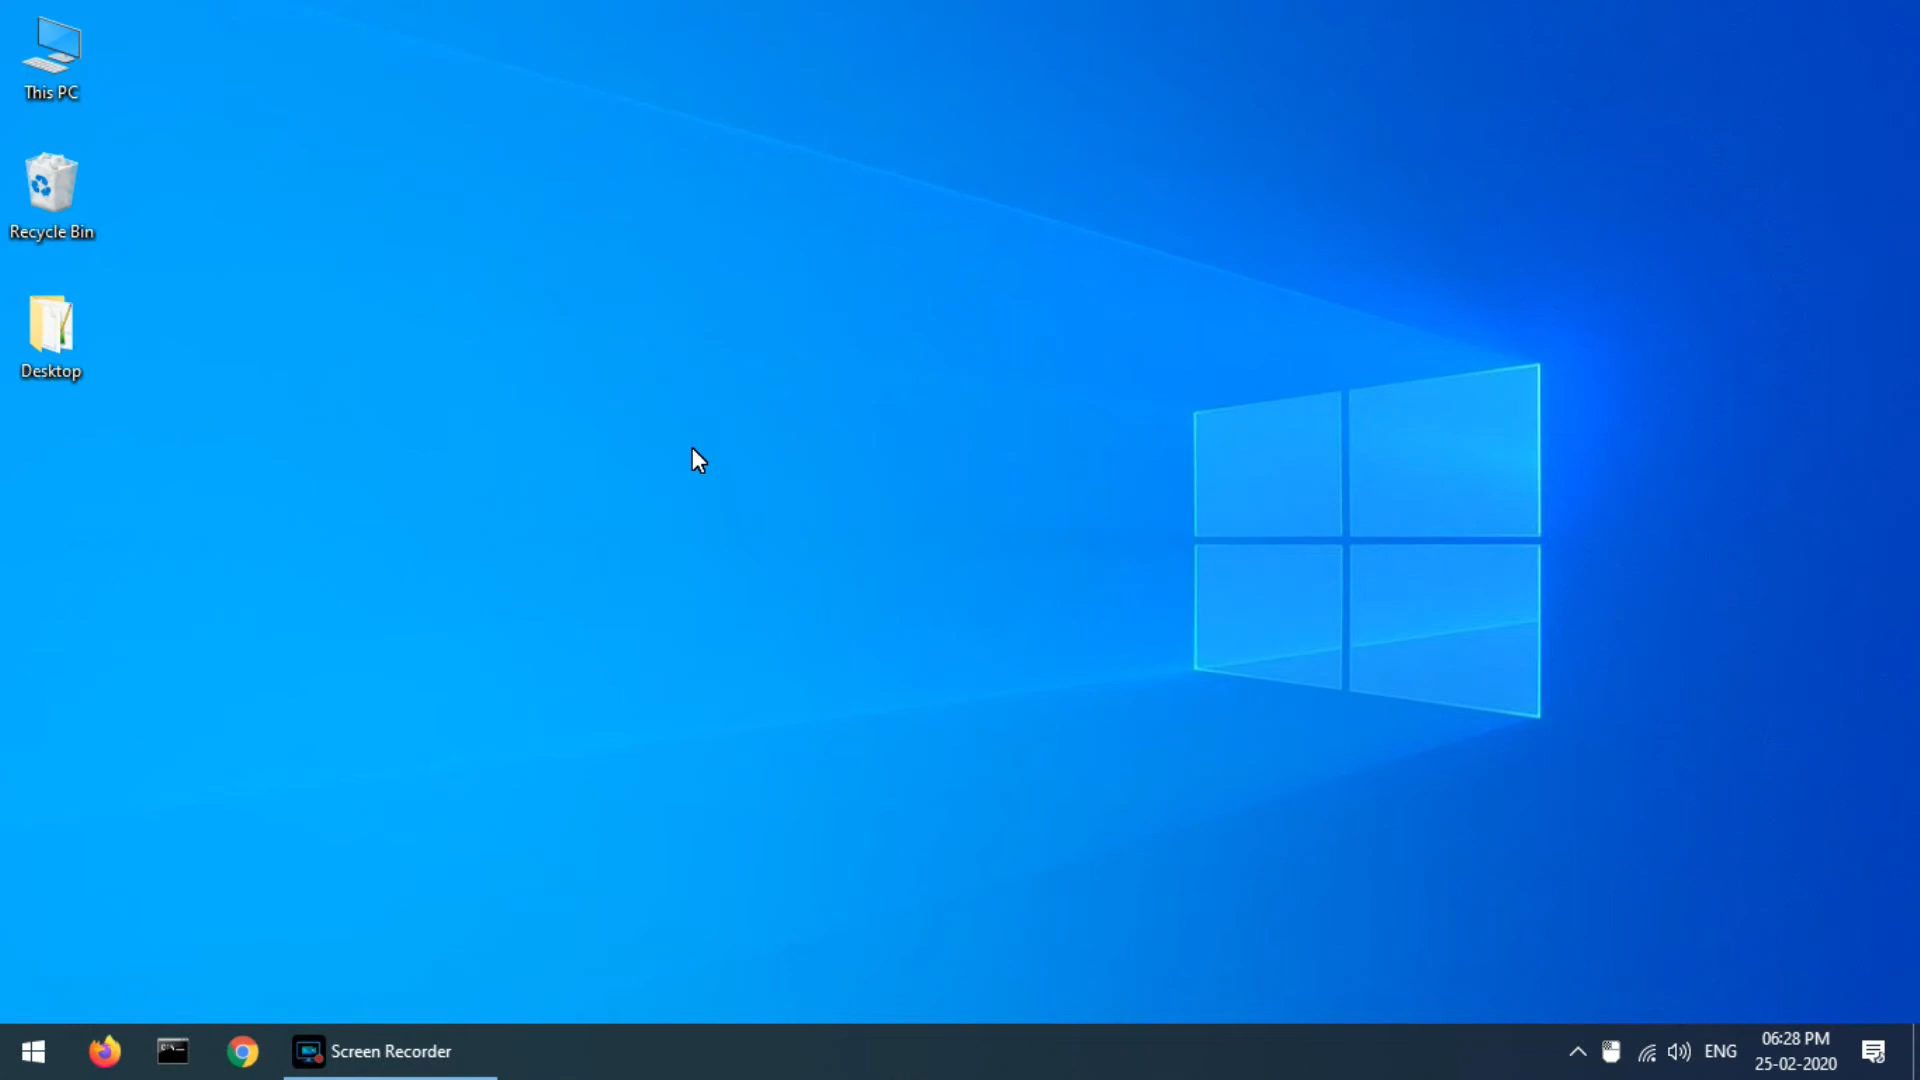 This PC
Recycle Bin
Desktop
Screen Recorder
ENG
06:28 PM
25-02-2020